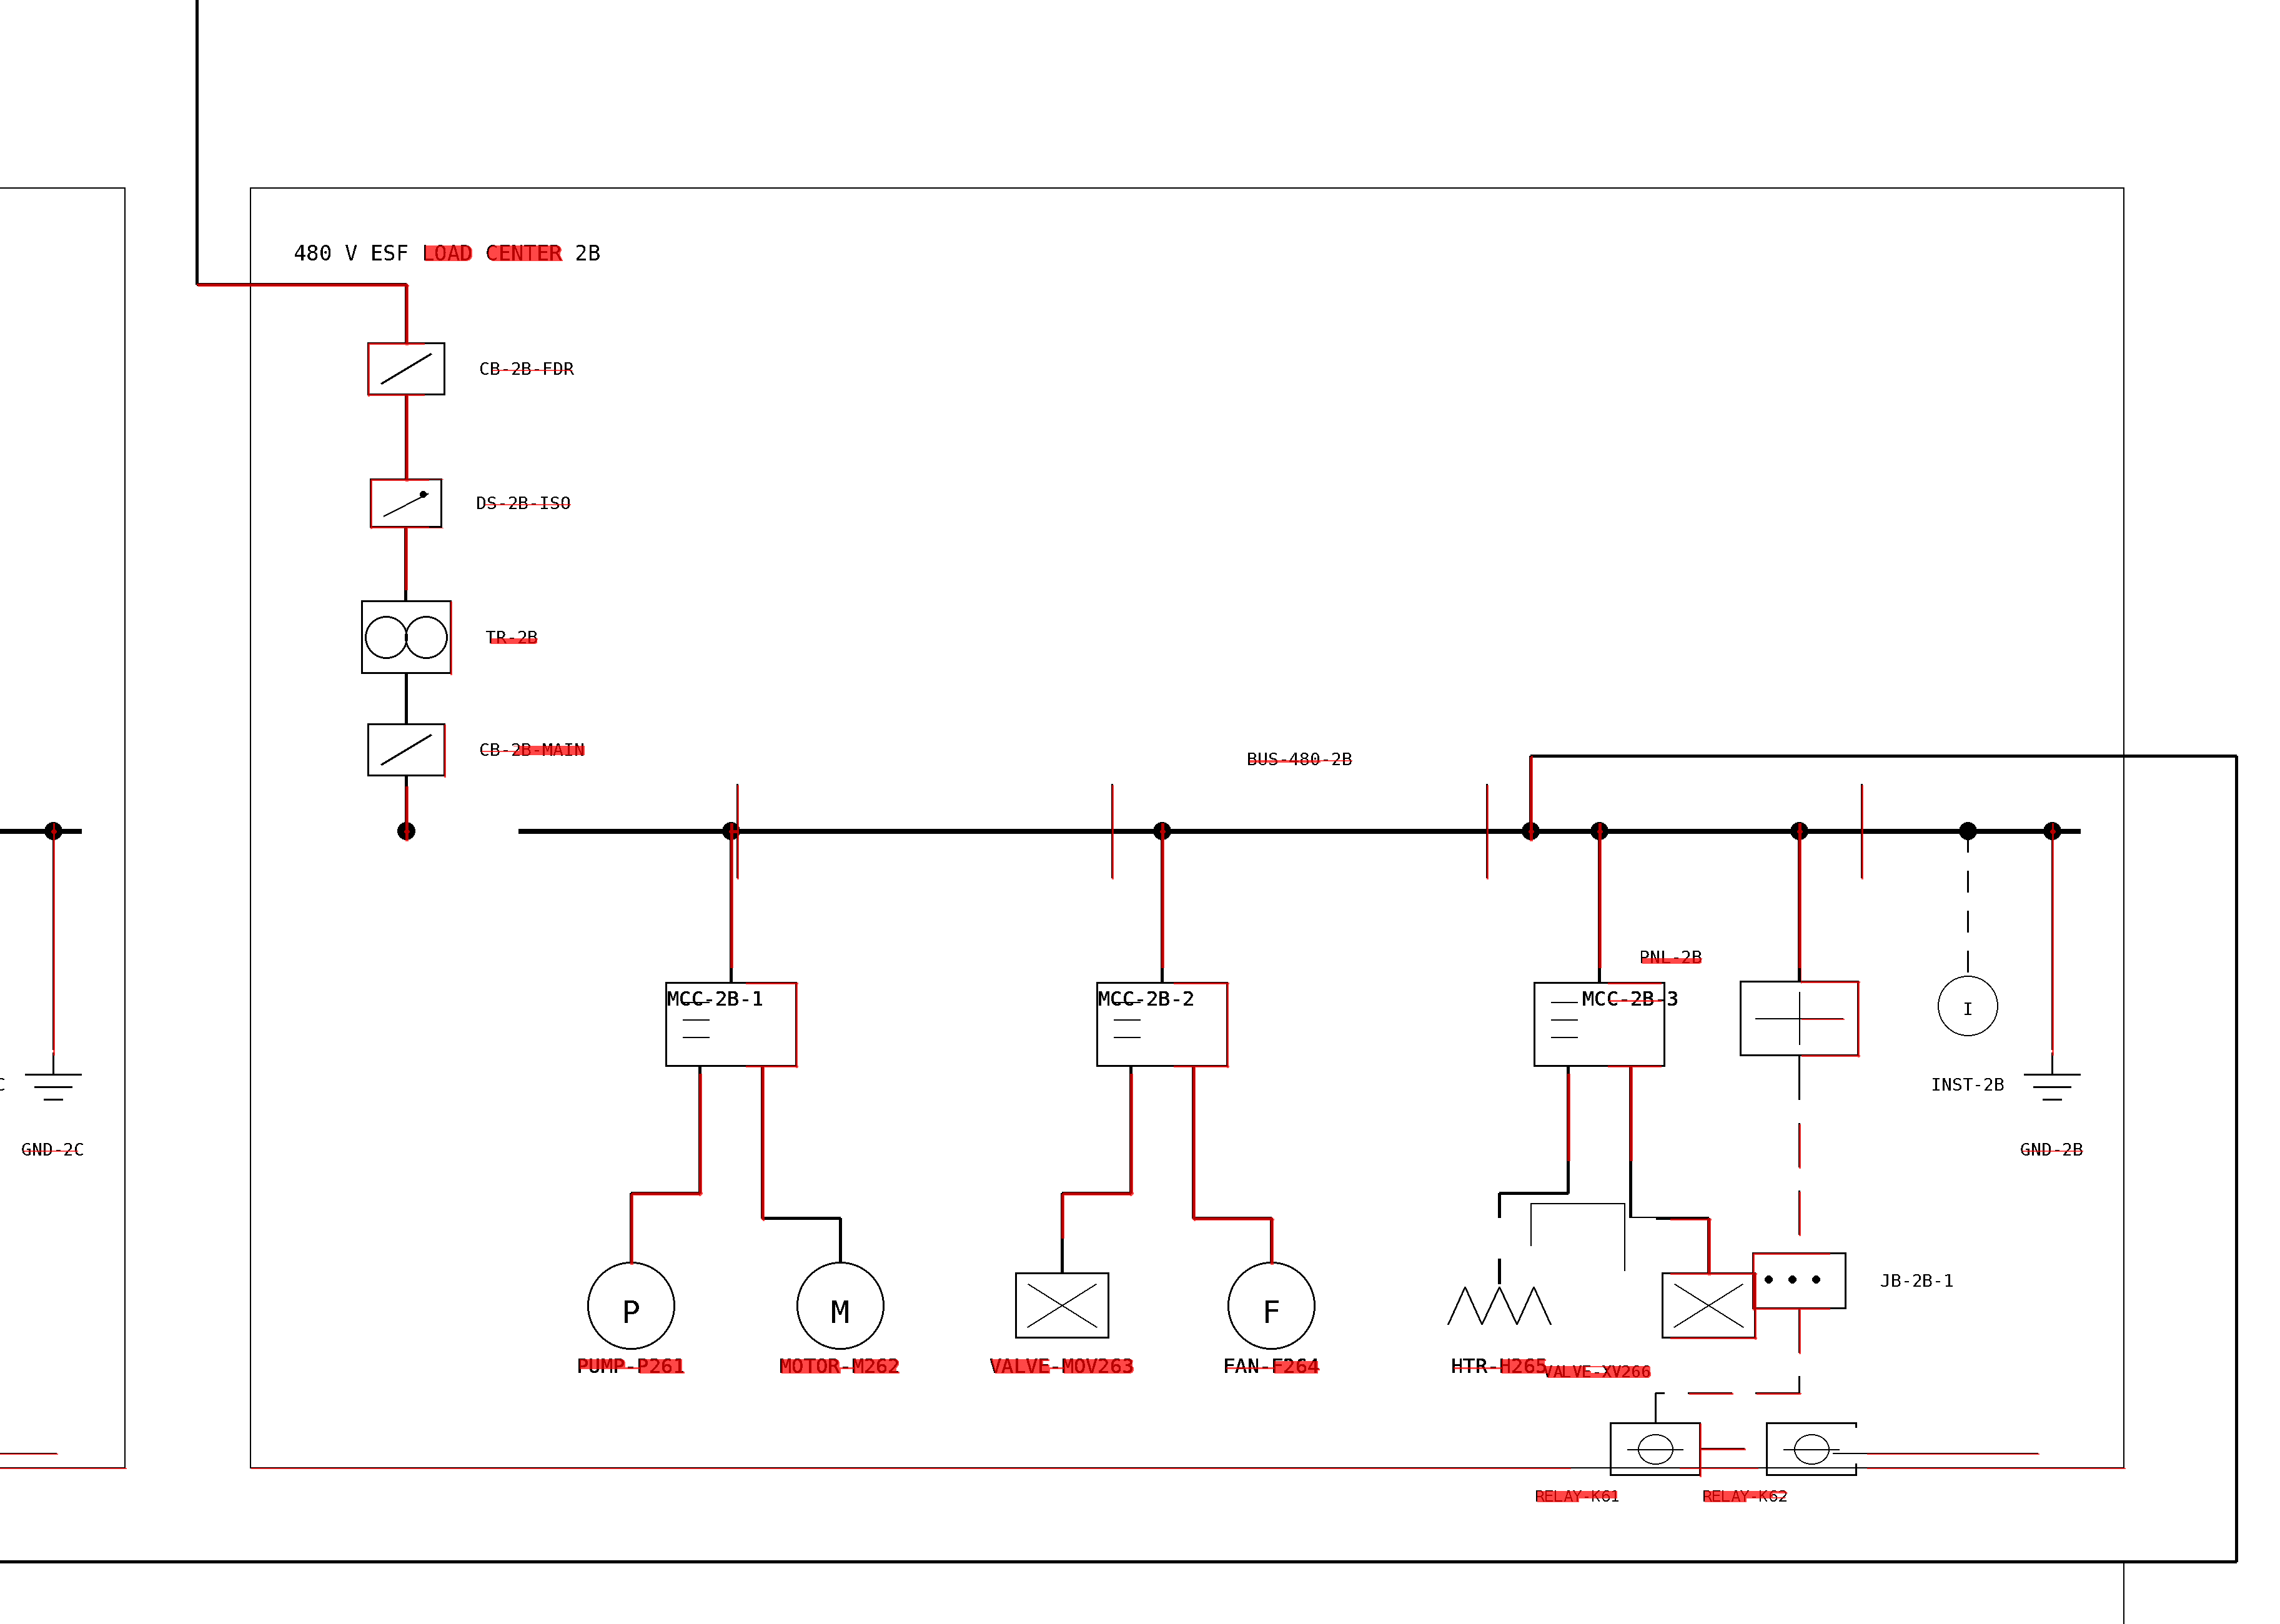 480 V ESF LOAD CENTER 2B
CB-2B-FDR
DS-2B-ISO
TR-2B
CB-2B-MAIN
BUS-480-2B
PNL-2B
MCC-2B-1
MCC-2B-2
MCC-2B-3
I
INST-2B
GND-2C
GND-2B
JB-2B-1
P
M
F
PUMP-P261
MOTOR-M262
VALVE-MOV263
FAN-F264
HTR-H265
VALVE-XV266
RELAY-K61
RELAY-K62